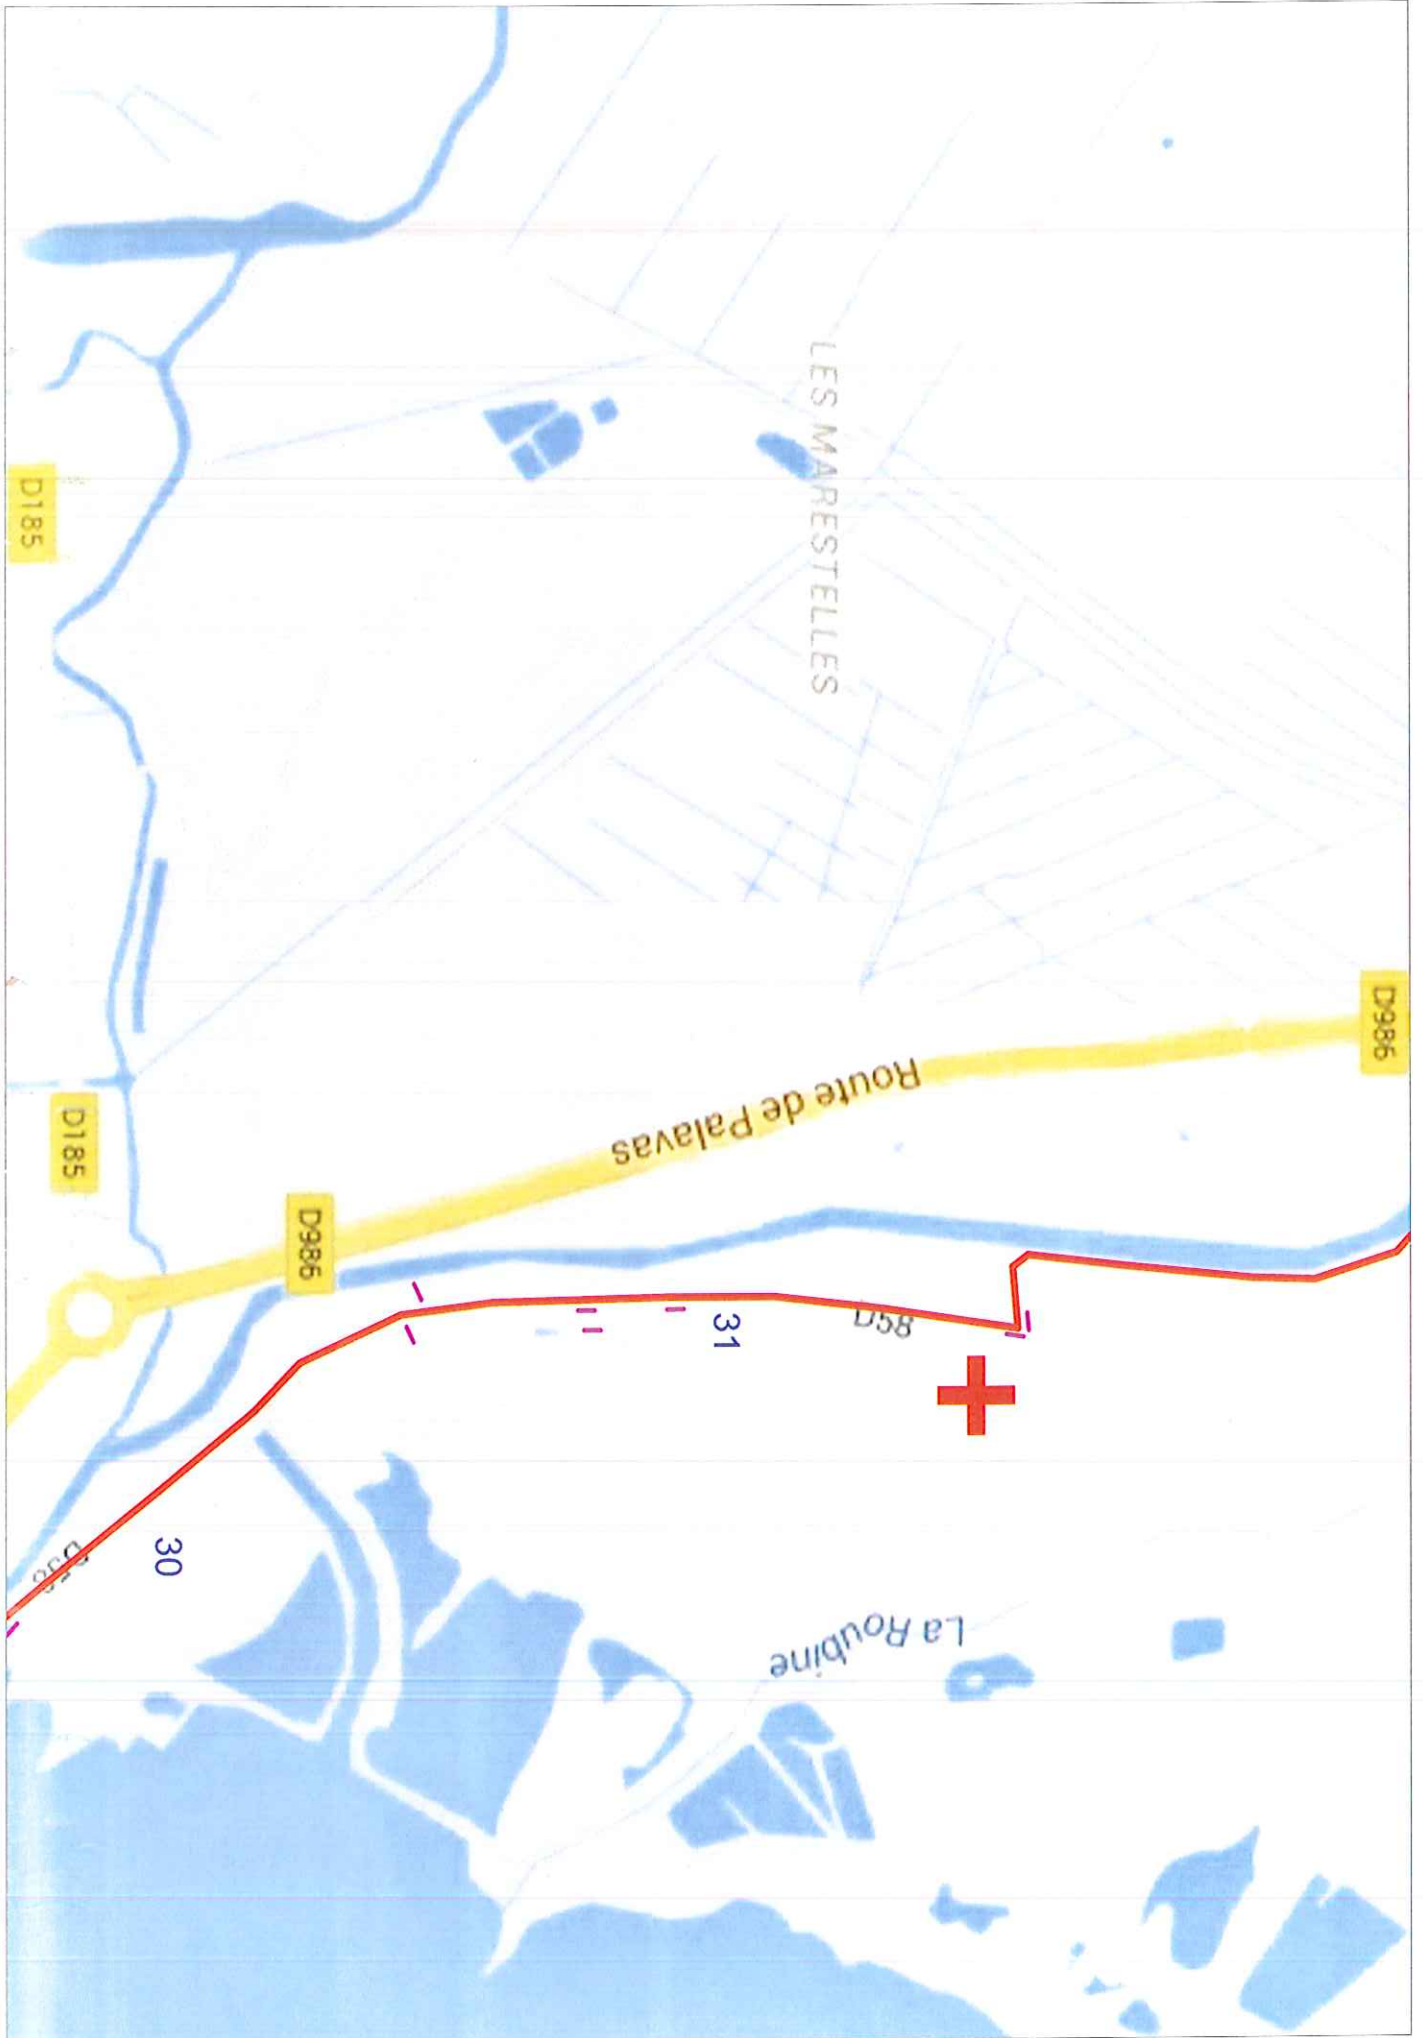 D185
LES MARESTELLES
D986
Route de Palavas
D185
D986
D58
31
30
La Roubine